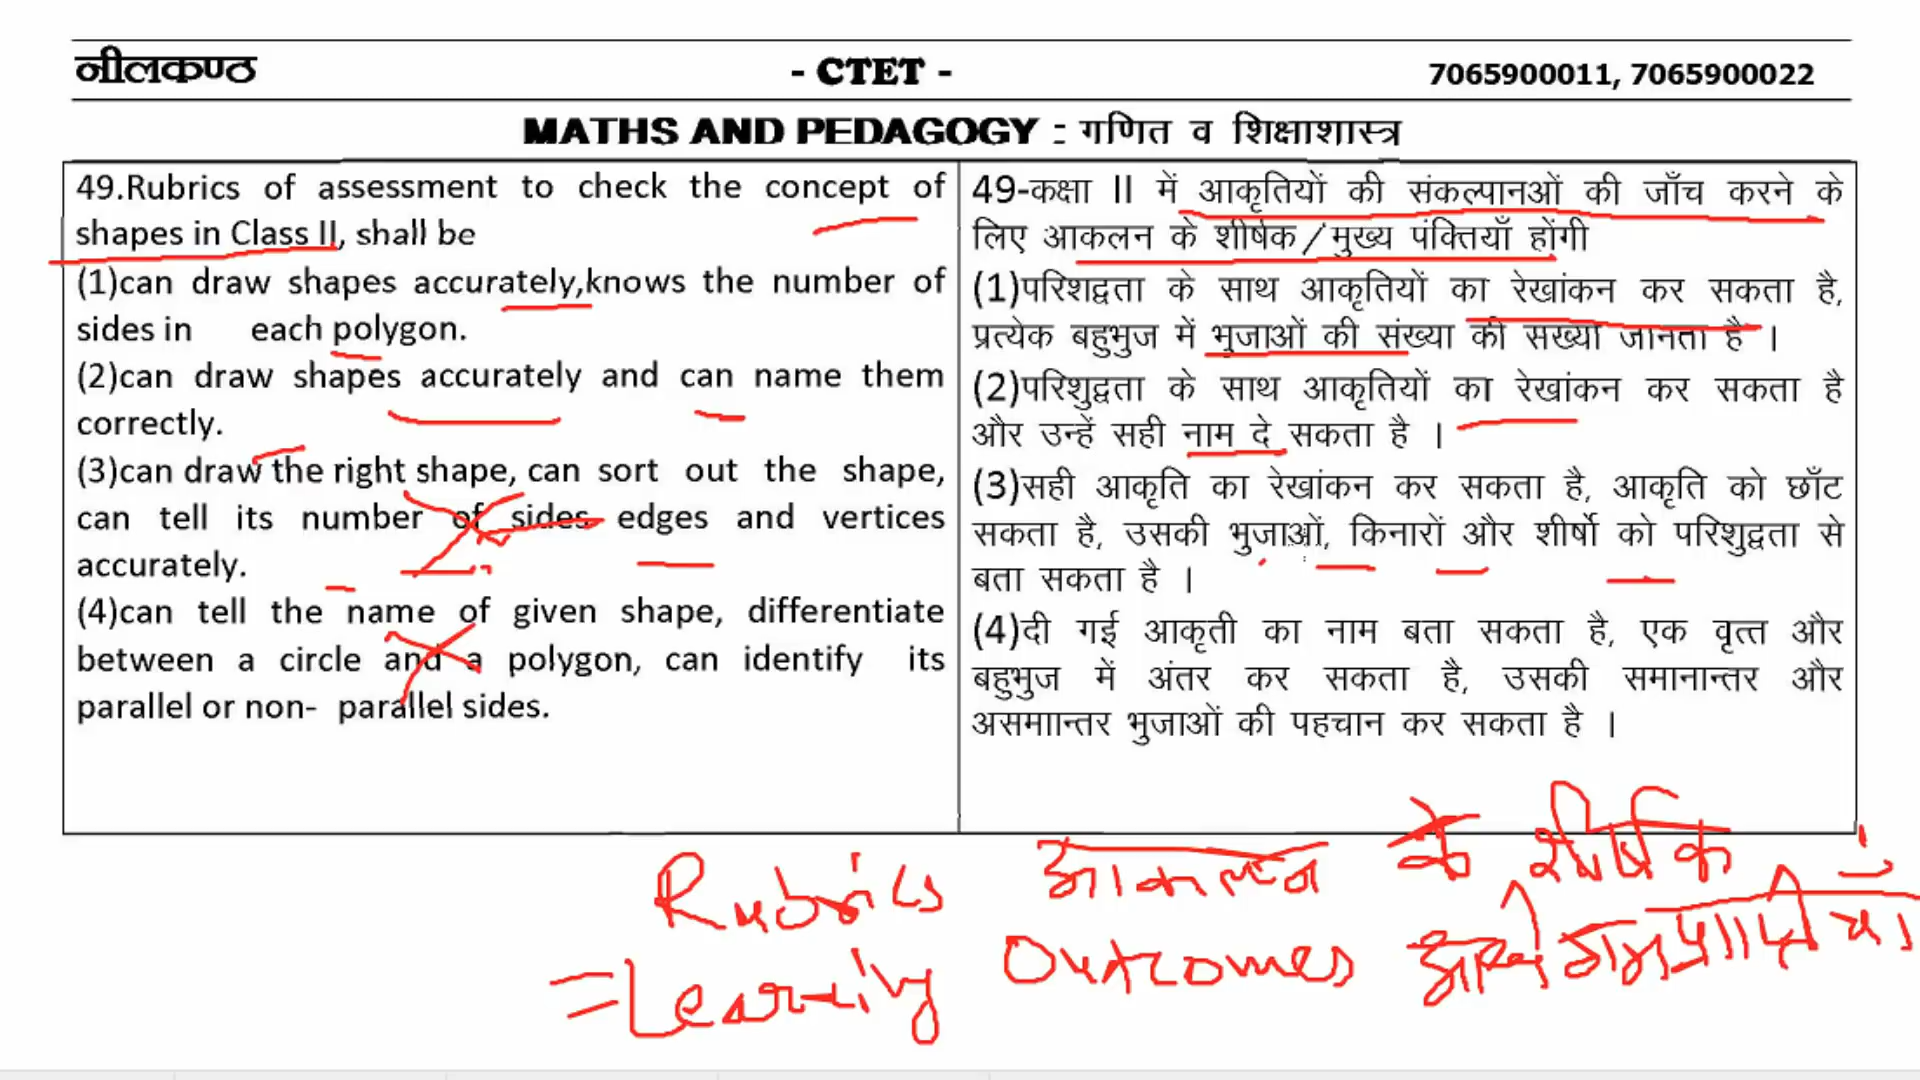 नीलकण्ठ - CTET - 7065900011, 7065900022
MATHS AND PEDAGOGY : गणित व शिक्षाशास्त्र
49.Rubrics of assessment to check the concept of
shapes in Class II, shall be
(1)can draw shapes accurately,knows the number of
sides in each polygon.
(2)can draw shapes accurately and can name them
correctly.
(3)can draw the right shape, can sort out the shape,
can tell its number of sides edges and vertices
accurately.
(4)can tell the name of given shape, differentiate
between a circle and a polygon, can identify its
parallel or non- parallel sides.
49-कक्षा II में आकृतियों की संकल्पानओं की जाँच करने के
लिए आकलन के शीर्षक/मुख्य पंक्तियाँ होंगी
(1)परिशद्वता के साथ आकृतियों का रेखांकन कर सकता है,
प्रत्येक बहुभुज में भुजाओं की संख्या की सख्या जानता है ।
(2)परिशुद्वता के साथ आकृतियों का रेखांकन कर सकता है
और उन्हें सही नाम दे सकता है ।
(3)सही आकृति का रेखांकन कर सकता है, आकृति को छाँट
सकता है, उसकी भुजाओं, किनारों और शीर्षो को परिशुद्वता से
बता सकता है ।
(4)दी गई आकृती का नाम बता सकता है, एक वृत्त और
बहुभुज में अंतर कर सकता है, उसकी समानान्तर और
असमाान्तर भुजाओं की पहचान कर सकता है ।
Rubrics आकलन के शीर्षक
=Learning Outcomes